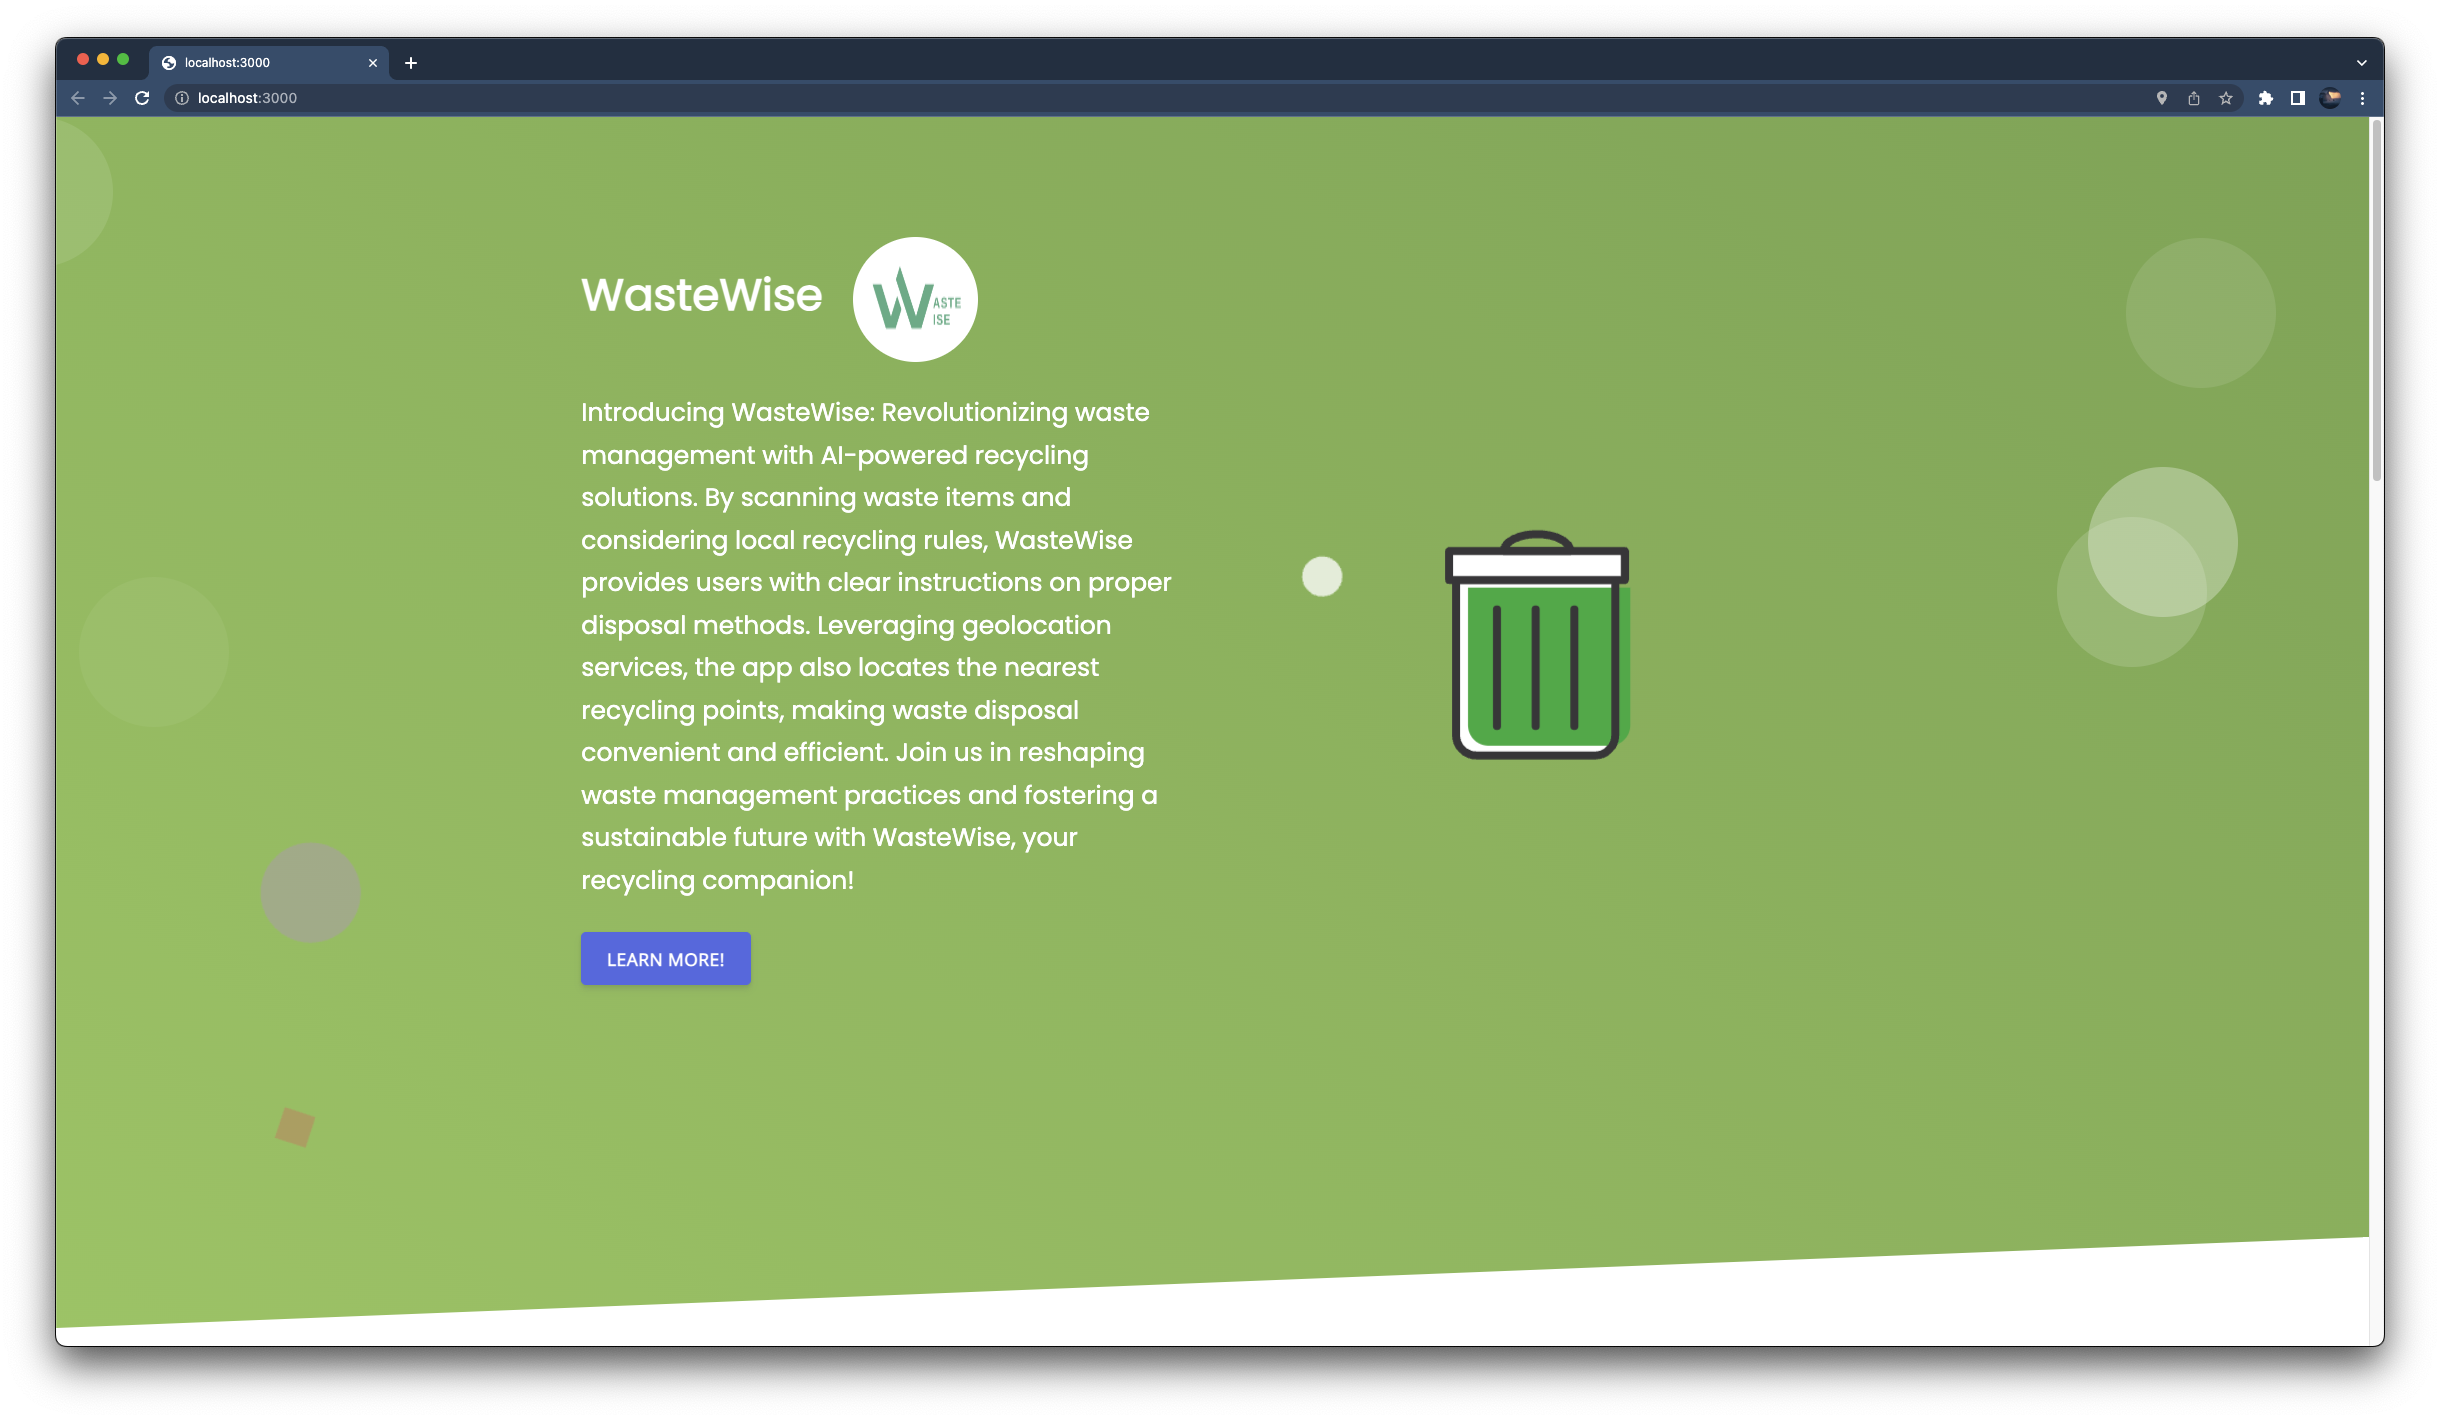 localhost:3000
localhost:3000
WasteWise
W ASTE
ISE
Introducing WasteWise: Revolutionizing waste
management with AI-powered recycling
solutions. By scanning waste items and
considering local recycling rules, WasteWise
provides users with clear instructions on proper
disposal methods. Leveraging geolocation
services, the app also locates the nearest
recycling points, making waste disposal
convenient and efficient. Join us in reshaping
waste management practices and fostering a
sustainable future with WasteWise, your
recycling companion!
LEARN MORE!